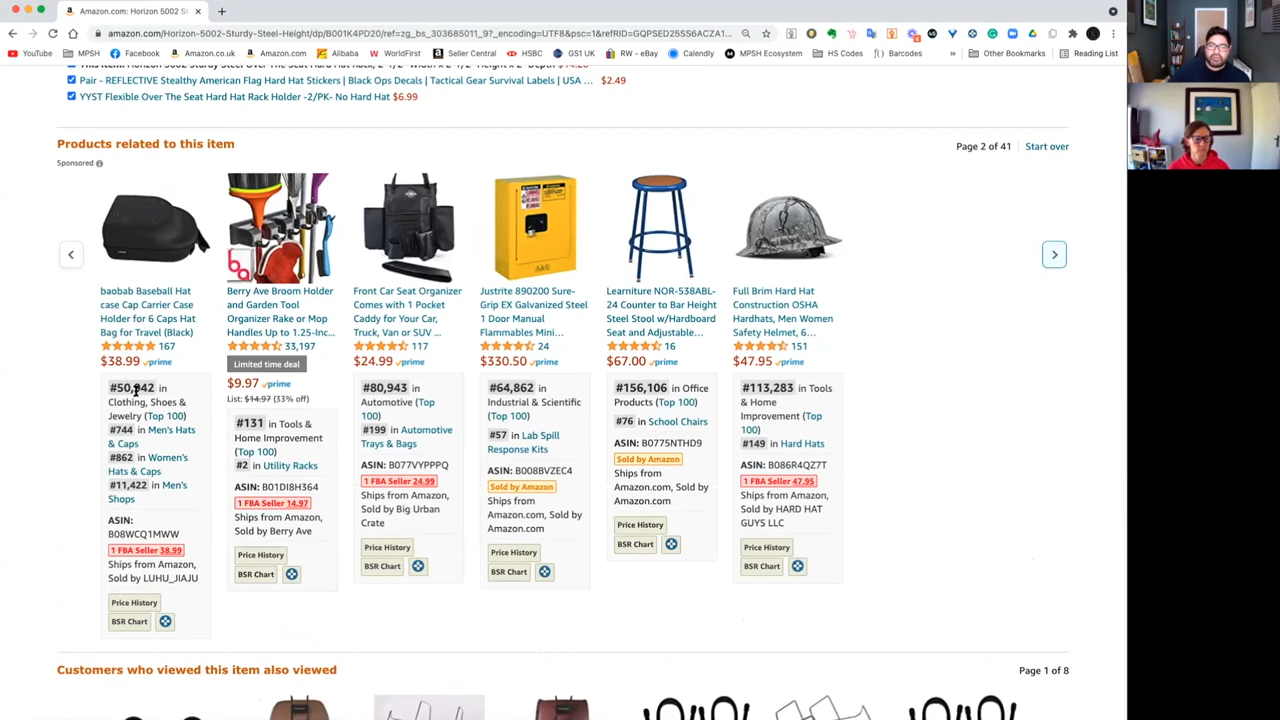 Amazon.com: Horizon 5002 S
amazon.com/Horizon-5002-Sturdy-Steel-Height/dp/B001K4PD20/ref=zg_bs_303685011_9?_encoding=UTF8&psc=1&refRID=GQPSED25SS6ACZA1...
YouTube MPSH Facebook Amazon.co.uk Amazon.com Alibaba WorldFirst Seller Central HSBC GS1 UK RW - eBay Calendly MPSH Ecosystem HS Codes Barcodes » Other Bookmarks Reading List
Pair - REFLECTIVE Stealthy American Flag Hard Hat Stickers | Black Ops Decals | Tactical Gear Survival Labels | USA ... $2.49
YYST Flexible Over The Seat Hard Hat Rack Holder -2/PK- No Hard Hat $6.99
Products related to this item
Page 2 of 41 | Start over
Sponsored
baobab Baseball Hat
case Cap Carrier Case
Holder for 6 Caps Hat
Bag for Travel (Black)
167
$38.99 prime
#50,942 in
Clothing, Shoes &
Jewelry (Top 100)
#744 in Men's Hats
& Caps
#862 in Women's
Hats & Caps
#11,422 in Men's
Shops
ASIN:
B08WCQ1MWW
1 FBA Seller 38.99
Ships from Amazon,
Sold by LUHU_JIAJU
Price History
BSR Chart
Berry Ave Broom Holder
and Garden Tool
Organizer Rake or Mop
Handles Up to 1.25-Inc...
33,197
Limited time deal
$9.97 prime
List: $14.97 (33% off)
#131 in Tools &
Home Improvement
(Top 100)
#2 in Utility Racks
ASIN: B01DI8H364
1 FBA Seller 14.97
Ships from Amazon,
Sold by Berry Ave
Price History
BSR Chart
Front Car Seat Organizer
Comes with 1 Pocket
Caddy for Your Car,
Truck, Van or SUV ...
117
$24.99 prime
#80,943 in
Automotive (Top
100)
#199 in Automotive
Trays & Bags
ASIN: B077VYPPPQ
1 FBA Seller 24.99
Ships from Amazon,
Sold by Big Urban
Crate
Price History
BSR Chart
Justrite 890200 Sure-
Grip EX Galvanized Steel
1 Door Manual
Flammables Mini...
24
$330.50 prime
#64,862 in
Industrial & Scientific
(Top 100)
#57 in Lab Spill
Response Kits
ASIN: B008BVZEC4
Sold by Amazon
Ships from
Amazon.com, Sold by
Amazon.com
Price History
BSR Chart
Learniture NOR-538ABL-
24 Counter to Bar Height
Steel Stool w/Hardboard
Seat and Adjustable...
16
$67.00 prime
#156,106 in Office
Products (Top 100)
#76 in School Chairs
ASIN: B0775NTHD9
Sold by Amazon
Ships from
Amazon.com, Sold by
Amazon.com
Price History
BSR Chart
Full Brim Hard Hat
Construction OSHA
Hardhats, Men Women
Safety Helmet, 6...
151
$47.95 prime
#113,283 in Tools
& Home
Improvement (Top
100)
#149 in Hard Hats
ASIN: B086R4QZ7T
1 FBA Seller 47.95
Ships from Amazon,
Sold by HARD HAT
GUYS LLC
Price History
BSR Chart
Customers who viewed this item also viewed
Page 1 of 8